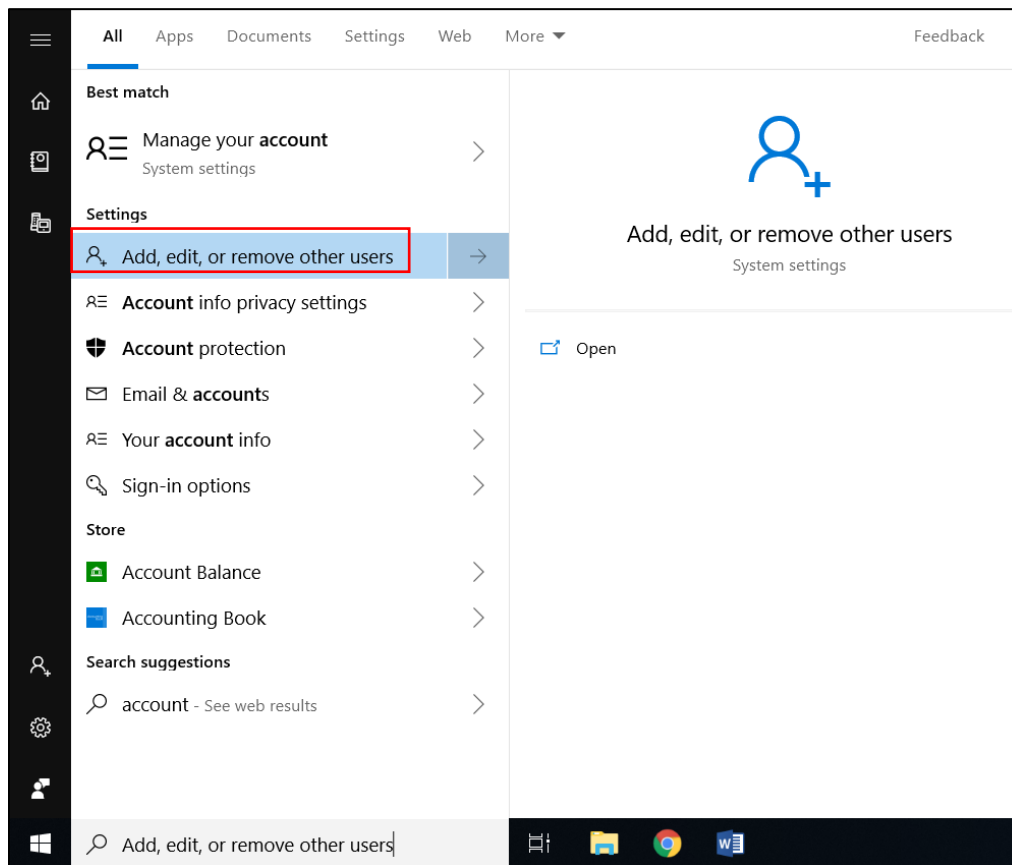 All Apps Documents Settings Web More Feedback
Best match
Manage your account
System settings
Settings
Add, edit, or remove other users
Account info privacy settings
Account protection
Email & accounts
Your account info
Sign-in options
Store
Account Balance
Accounting Book
Search suggestions
account - See web results
Add, edit, or remove other users
System settings
Open
Add, edit, or remove other users
W